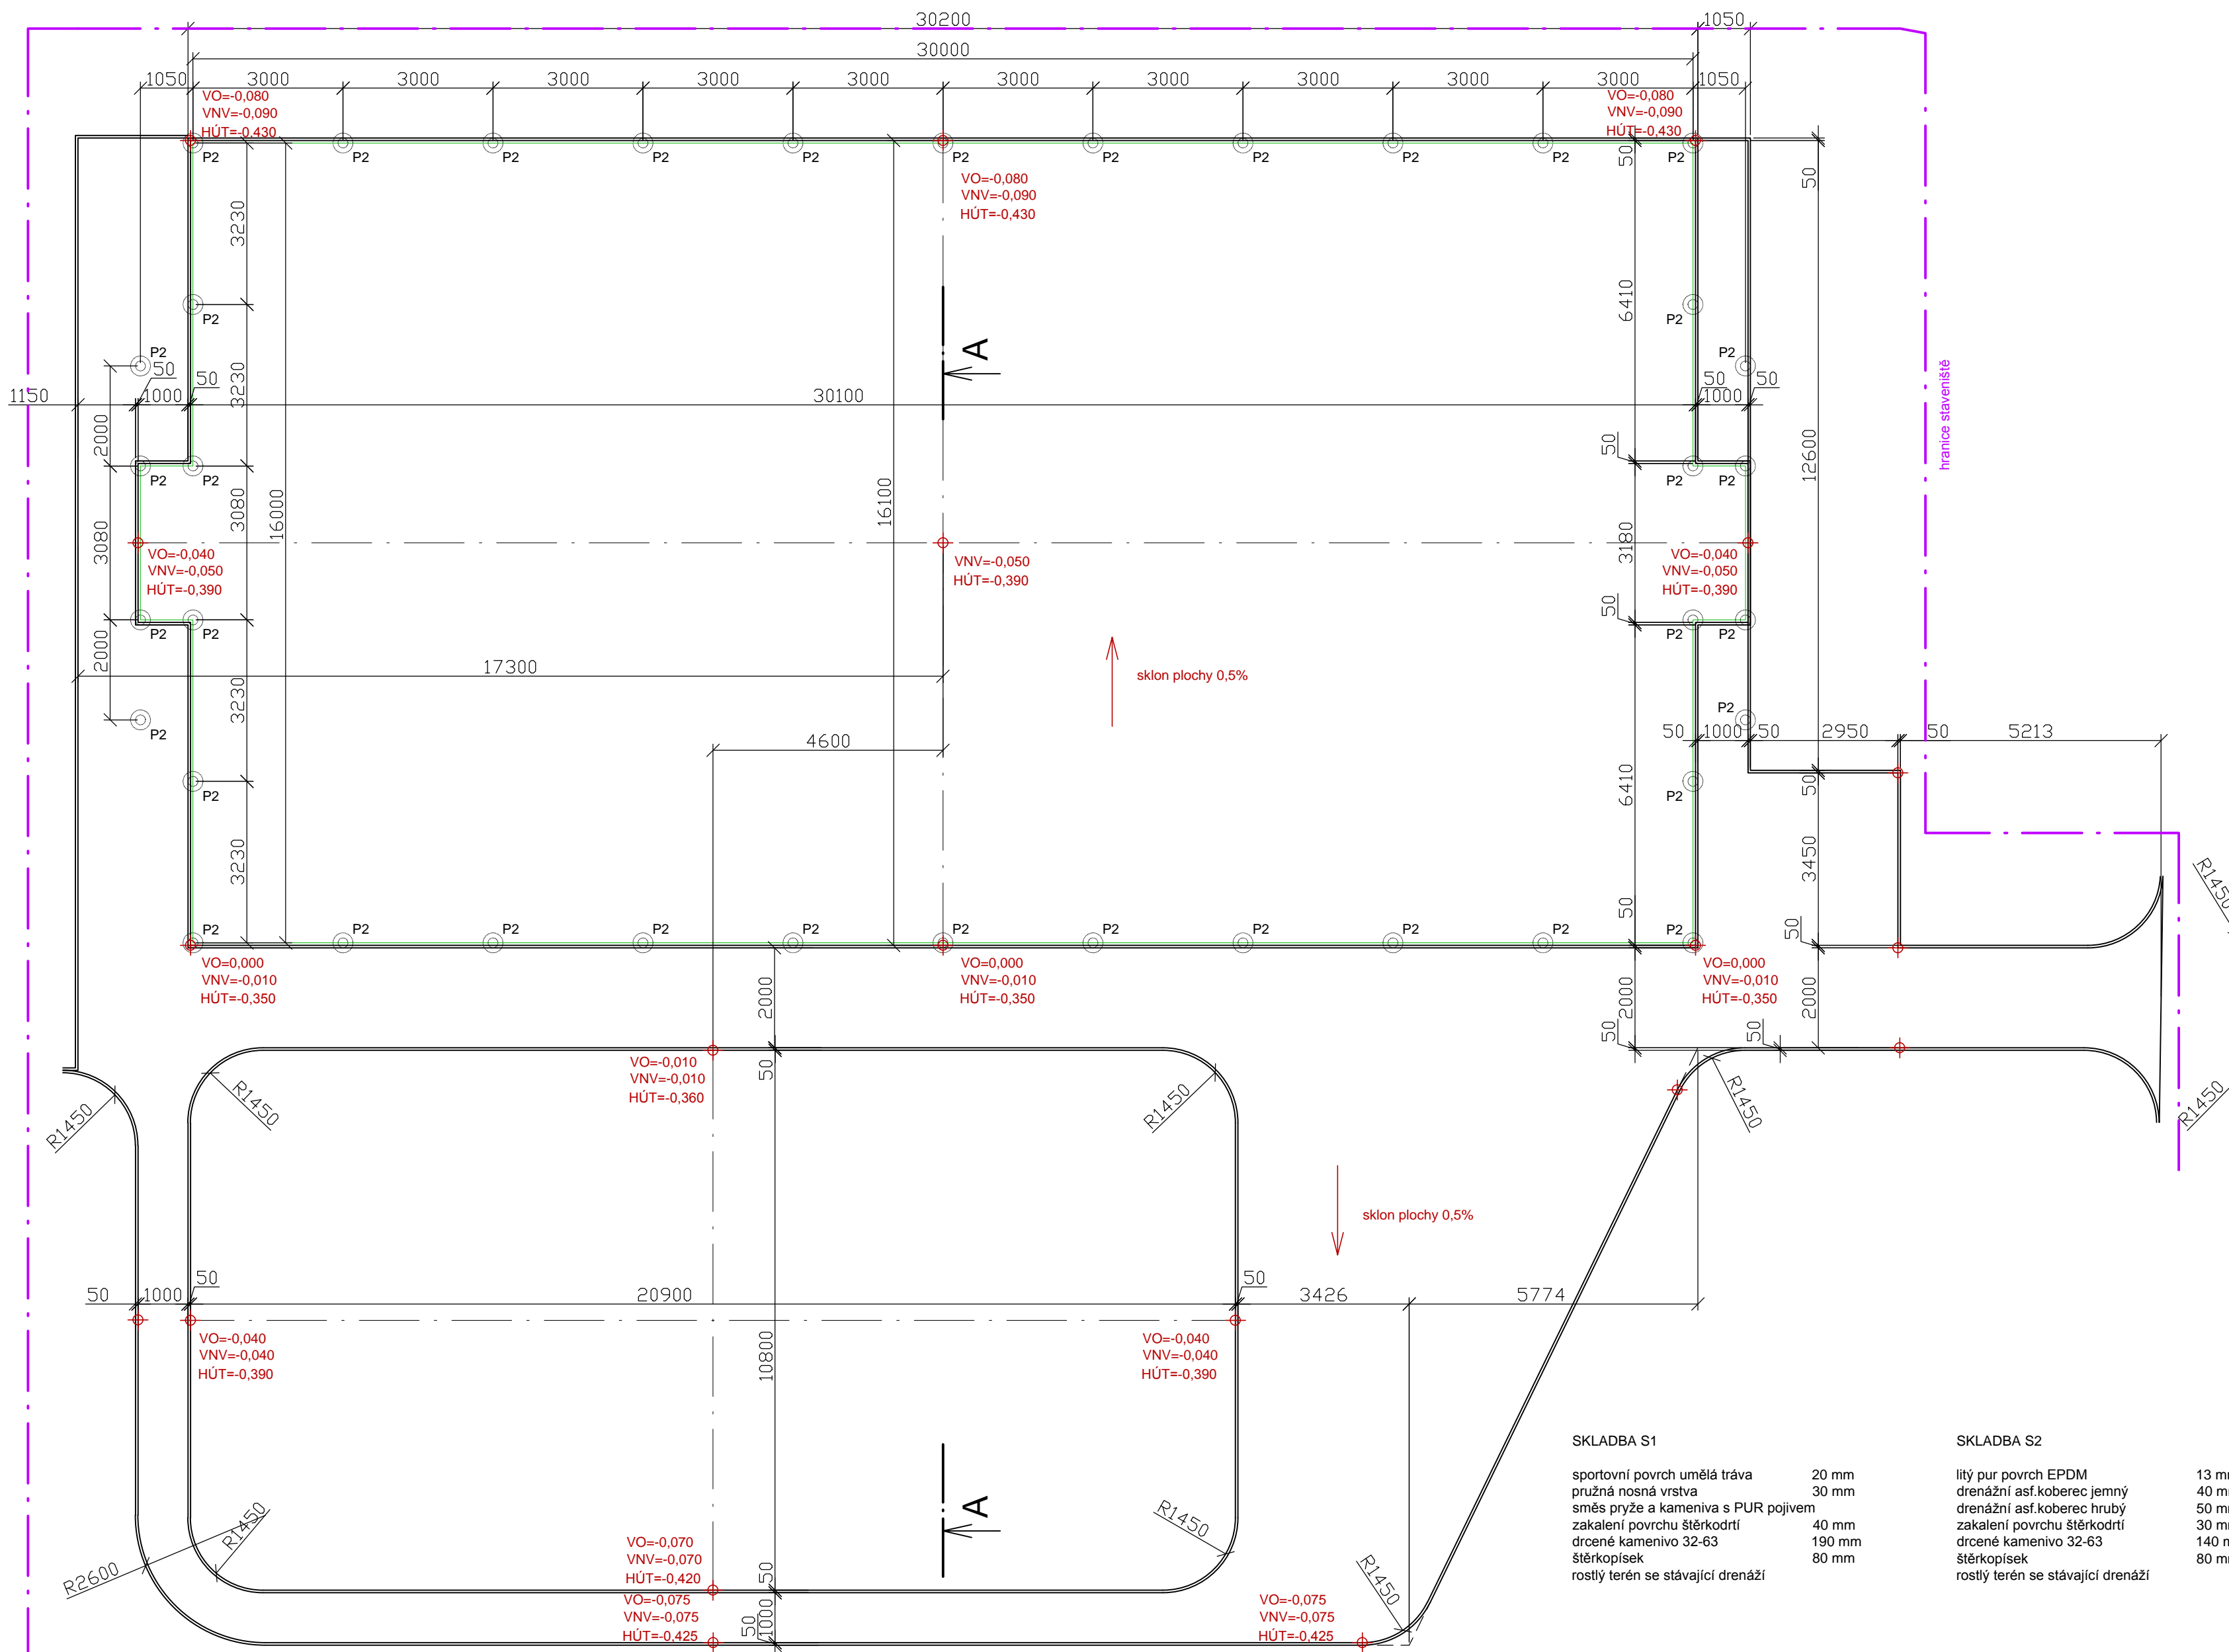 30200
1050
30000
1050 3000 3000 3000 3000 3000 3000 3000 3000 3000 3000 1050
VO=-0,080
VNV=-0,090
HÚT=-0,430
VO=-0,080
VNV=-0,090
HÚT=-0,430
P2 P2 P2 P2 P2 P2 P2 P2 P2 P2 P2
50
50
VO=-0,080
VNV=-0,090
HÚT=-0,430
3230
6410
P2
P2
P2
P2
A
3230
50
50
50
50
1150
1000
30100
1000
hranice staveniště
2000
50
12600
P2
P2
P2
P2
3080
16000
16100
3080
3180
VO=-0,040
VNV=-0,050
HÚT=-0,390
VNV=-0,050
HÚT=-0,390
VO=-0,040
VNV=-0,050
HÚT=-0,390
50
P2
P2
P2
P2
2000
17300
3230
sklon plochy 0,5%
P2
P2
4600
50 1000 50 2950 50 5213
P2
P2
6410
50
3230
3450
R1450
50
50
P2 P2 P2 P2 P2 P2 P2 P2 P2 P2 P2
VO=0,000
VNV=-0,010
HÚT=-0,350
VO=0,000
VNV=-0,010
HÚT=-0,350
VO=0,000
VNV=-0,010
HÚT=-0,350
2000
2000
2000
50
50
50
VO=-0,010
VNV=-0,010
HÚT=-0,360
R1450
R1450
R1450
R1450
R1450
sklon plochy 0,5%
50 1000
50
20900
50
3426
5774
VO=-0,040
VNV=-0,040
HÚT=-0,390
VO=-0,040
VNV=-0,040
HÚT=-0,390
10800
A
R1450
R1450
R2600
R1450
VO=-0,070
VNV=-0,070
HÚT=-0,420
50
VO=-0,075
VNV=-0,075
HÚT=-0,425
50
1000
VO=-0,075
VNV=-0,075
HÚT=-0,425
SKLADBA S1
sportovní povrch umělá tráva 20 mm
pružná nosná vrstva 30 mm
směs pryže a kameniva s PUR pojivem
zakalení povrchu štěrkodrtí 40 mm
drcené kamenivo 32-63 190 mm
štěrkopísek 80 mm
rostlý terén se stávající drenáží
SKLADBA S2
litý pur povrch EPDM 13
drenážní asf.koberec jemný 40
drenážní asf.koberec hrubý 50
zakalení povrchu štěrkodrtí 30
drcené kamenivo 32-63 140
štěrkopísek 80
rostlý terén se stávající drenáží